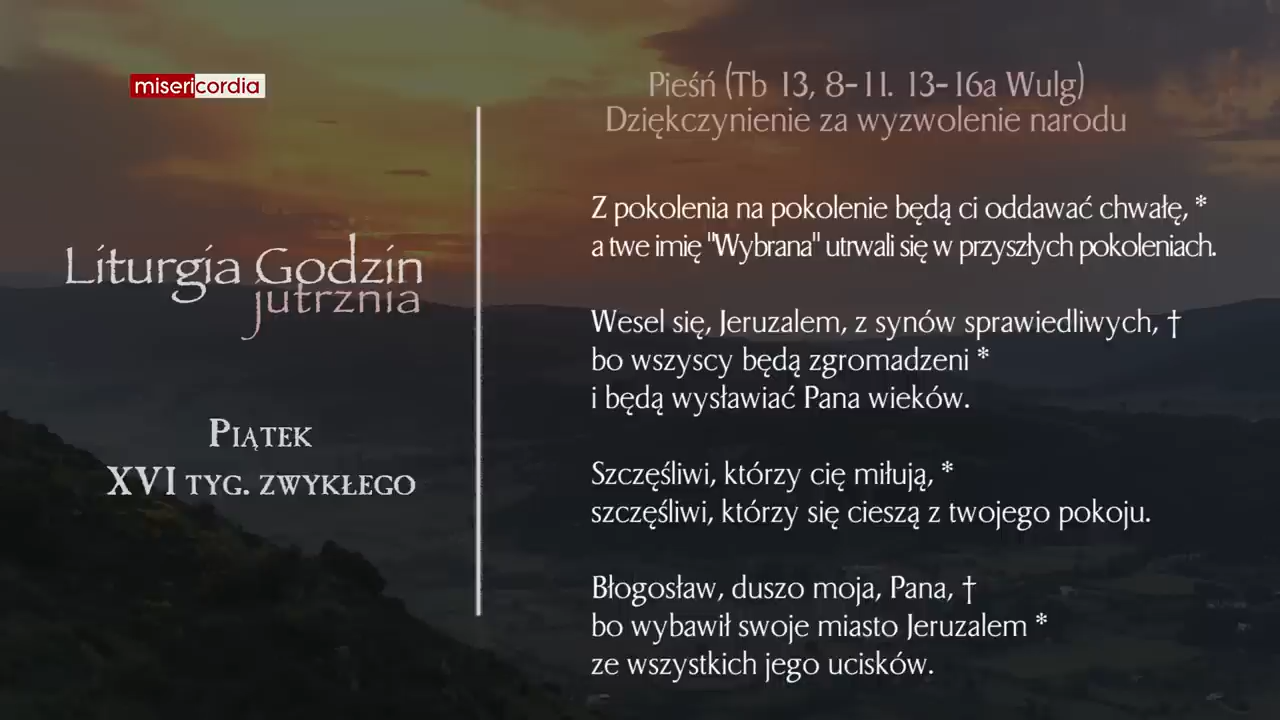 misericordia
Liturgia Godzin
jutrznia
Piątek
XVI tyg. zwykłego
Pieśń (Tb 13, 8-11. 13-16a Wulg)
Dziękczynienie za wyzwolenie narodu
Z pokolenia na pokolenie będą ci oddawać chwałę, *
a twe imię "Wybrana" utrwali się w przyszłych pokoleniach.
Wesel się, Jeruzalem, z synów sprawiedliwych, †
bo wszyscy będą zgromadzeni *
i będą wysławiać Pana wieków.
Szczęśliwi, którzy cię miłują, *
szczęśliwi, którzy się cieszą z twojego pokoju.
Błogosław, duszo moja, Pana, †
bo wybawił swoje miasto Jeruzalem *
ze wszystkich jego ucisków.